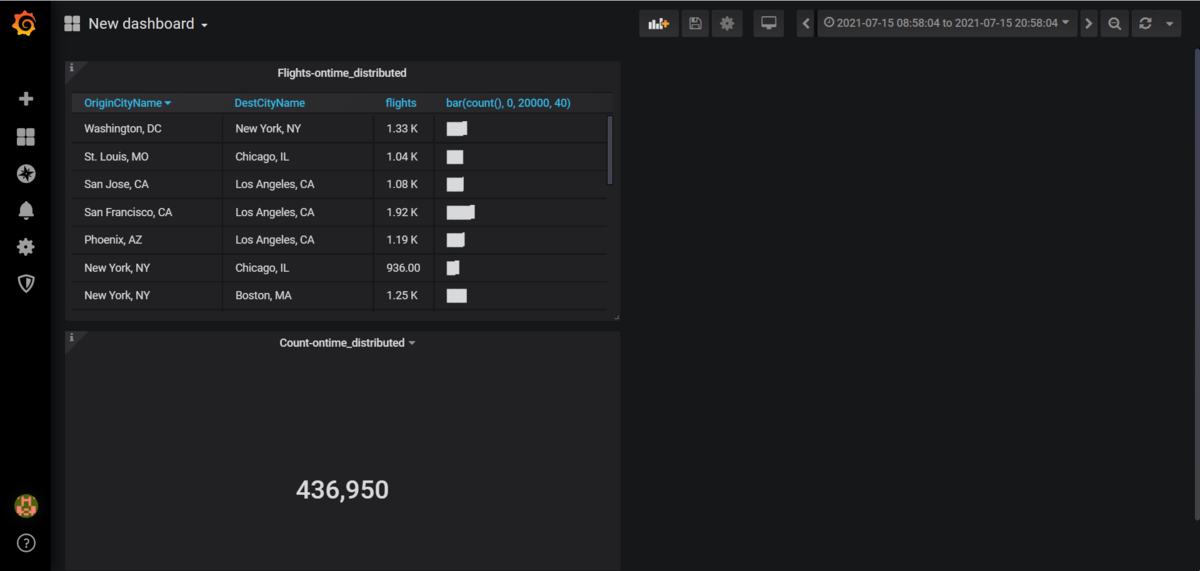 New dashboard
2021-07-15 08:58:04 to 2021-07-15 20:58:04
i
Flights-ontime_distributed
OriginCityName DestCityName flights bar(count(), 0, 20000, 40)
Washington, DC New York, NY 1.33 K
St. Louis, MO Chicago, IL 1.04 K
San Jose, CA Los Angeles, CA 1.08 K
San Francisco, CA Los Angeles, CA 1.92 K
Phoenix, AZ Los Angeles, CA 1.19 K
New York, NY Chicago, IL 936.00
New York, NY Boston, MA 1.25 K
i
Count-ontime_distributed
436,950
?